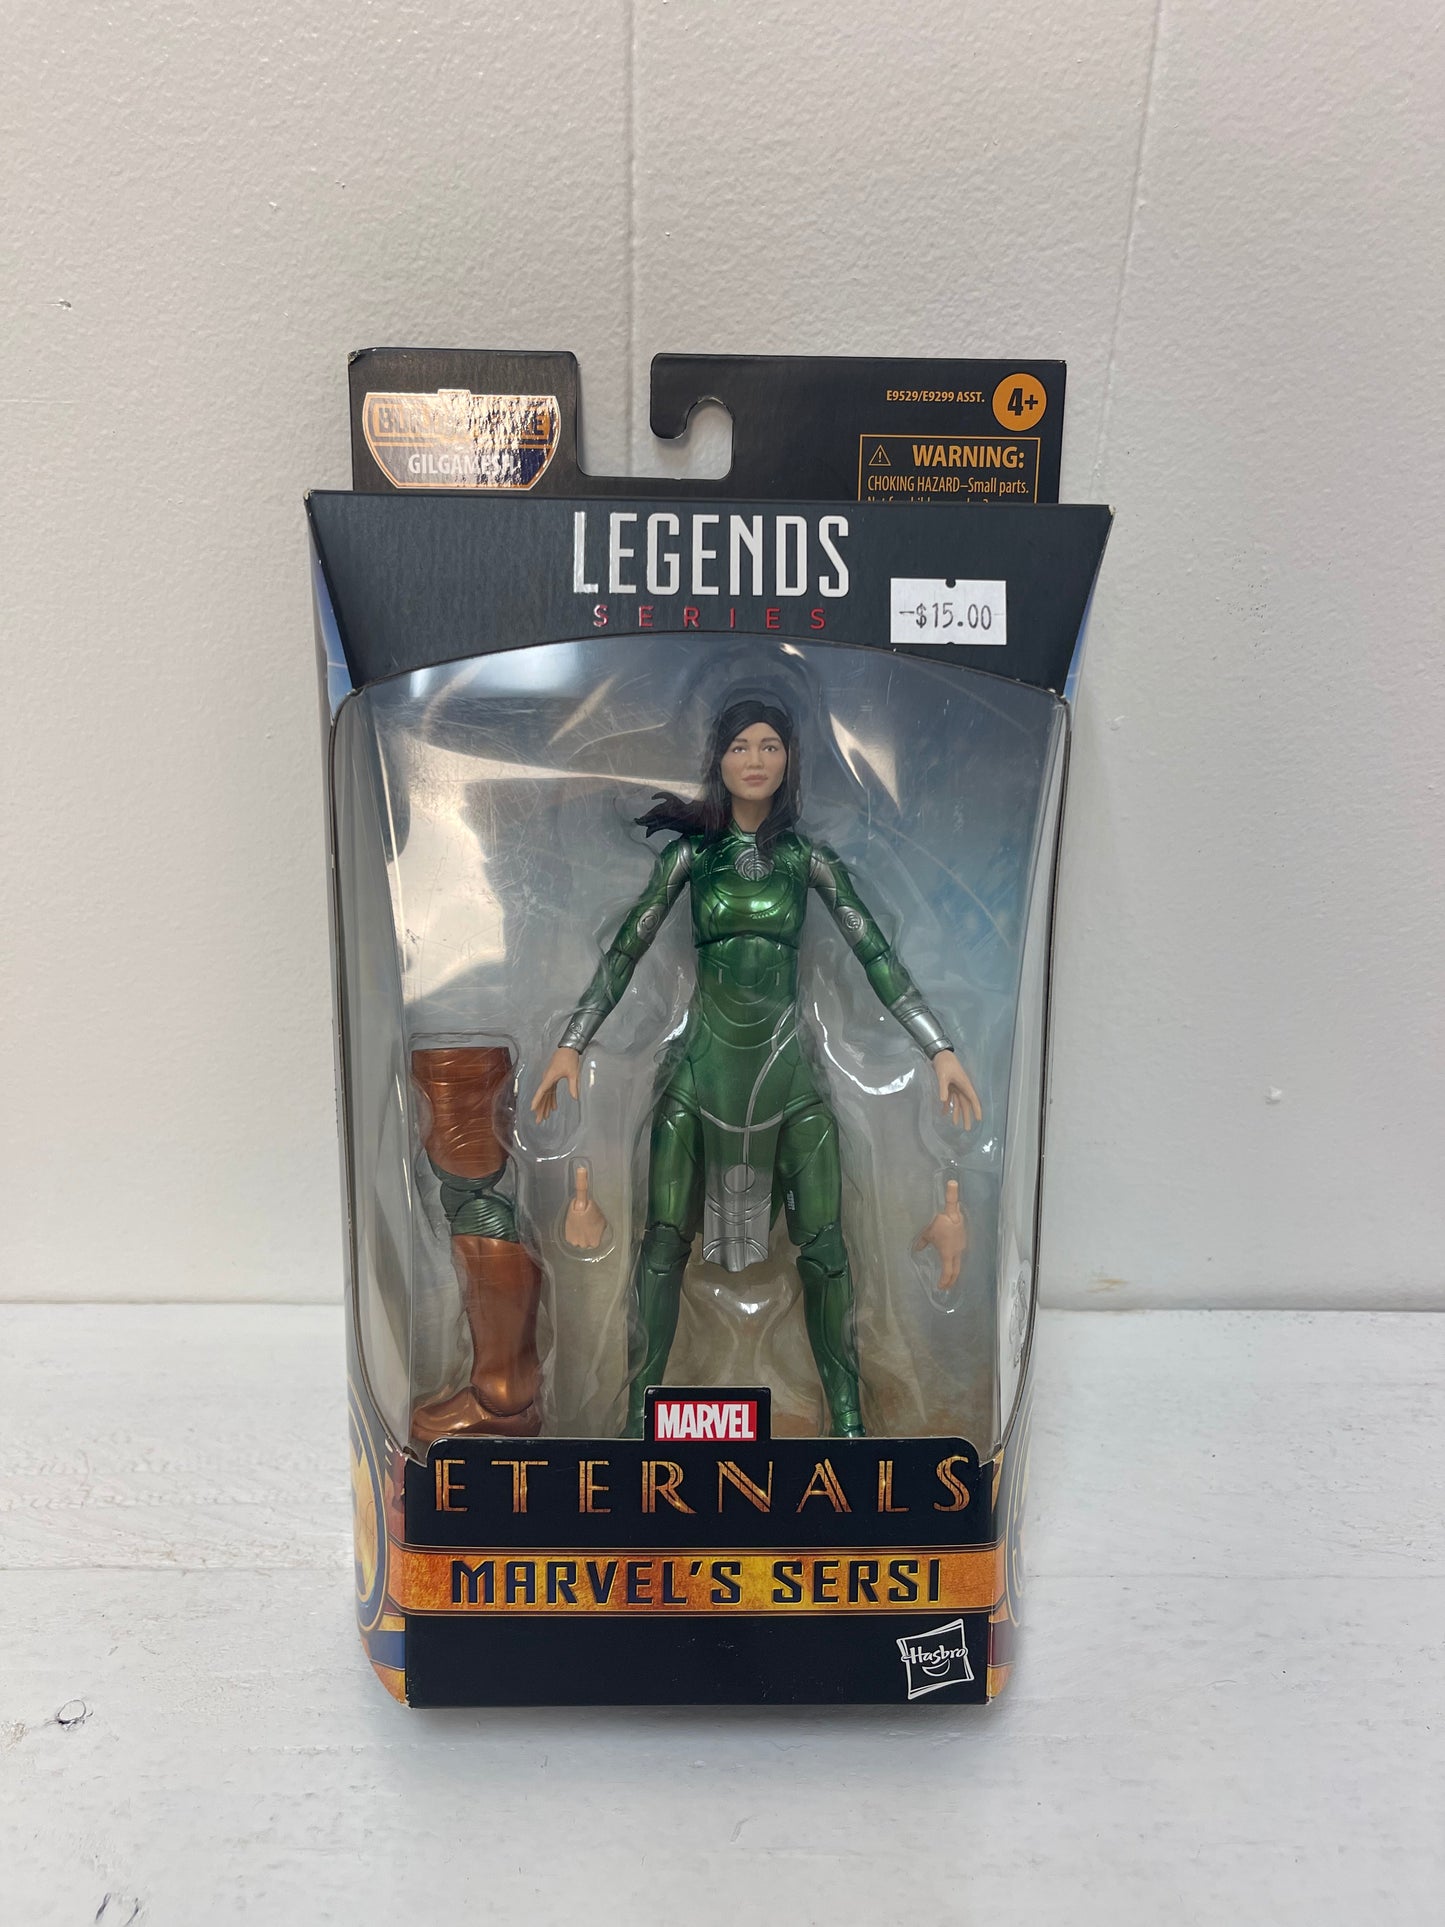 E9529/E9299 ASST.
4+
GILGAMESH
WARNING:
CHOKING HAZARD–Small parts.
LEGENDS
SERIES
-$15.00
MARVEL
ETERNALS
MARVEL'S SERSI
Hasbro